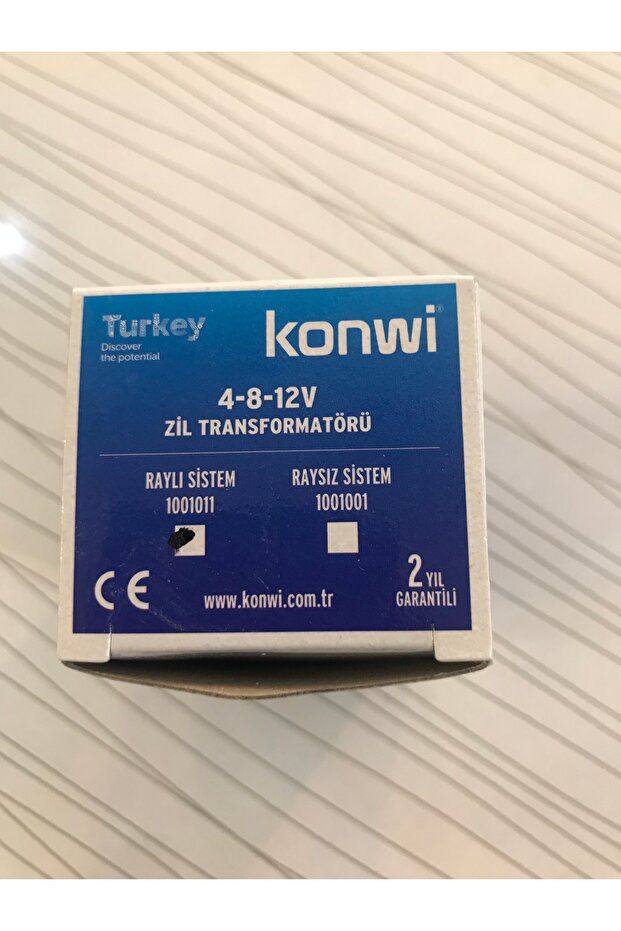 Turkey
Discover
the potential
konwi
4-8-12V
ZİL TRANSFORMATÖRÜ
RAYLI SİSTEM
1001011
RAYSIZ SİSTEM
1001001
CE
www.konwi.com.tr
2 YIL
GARANTİLİ